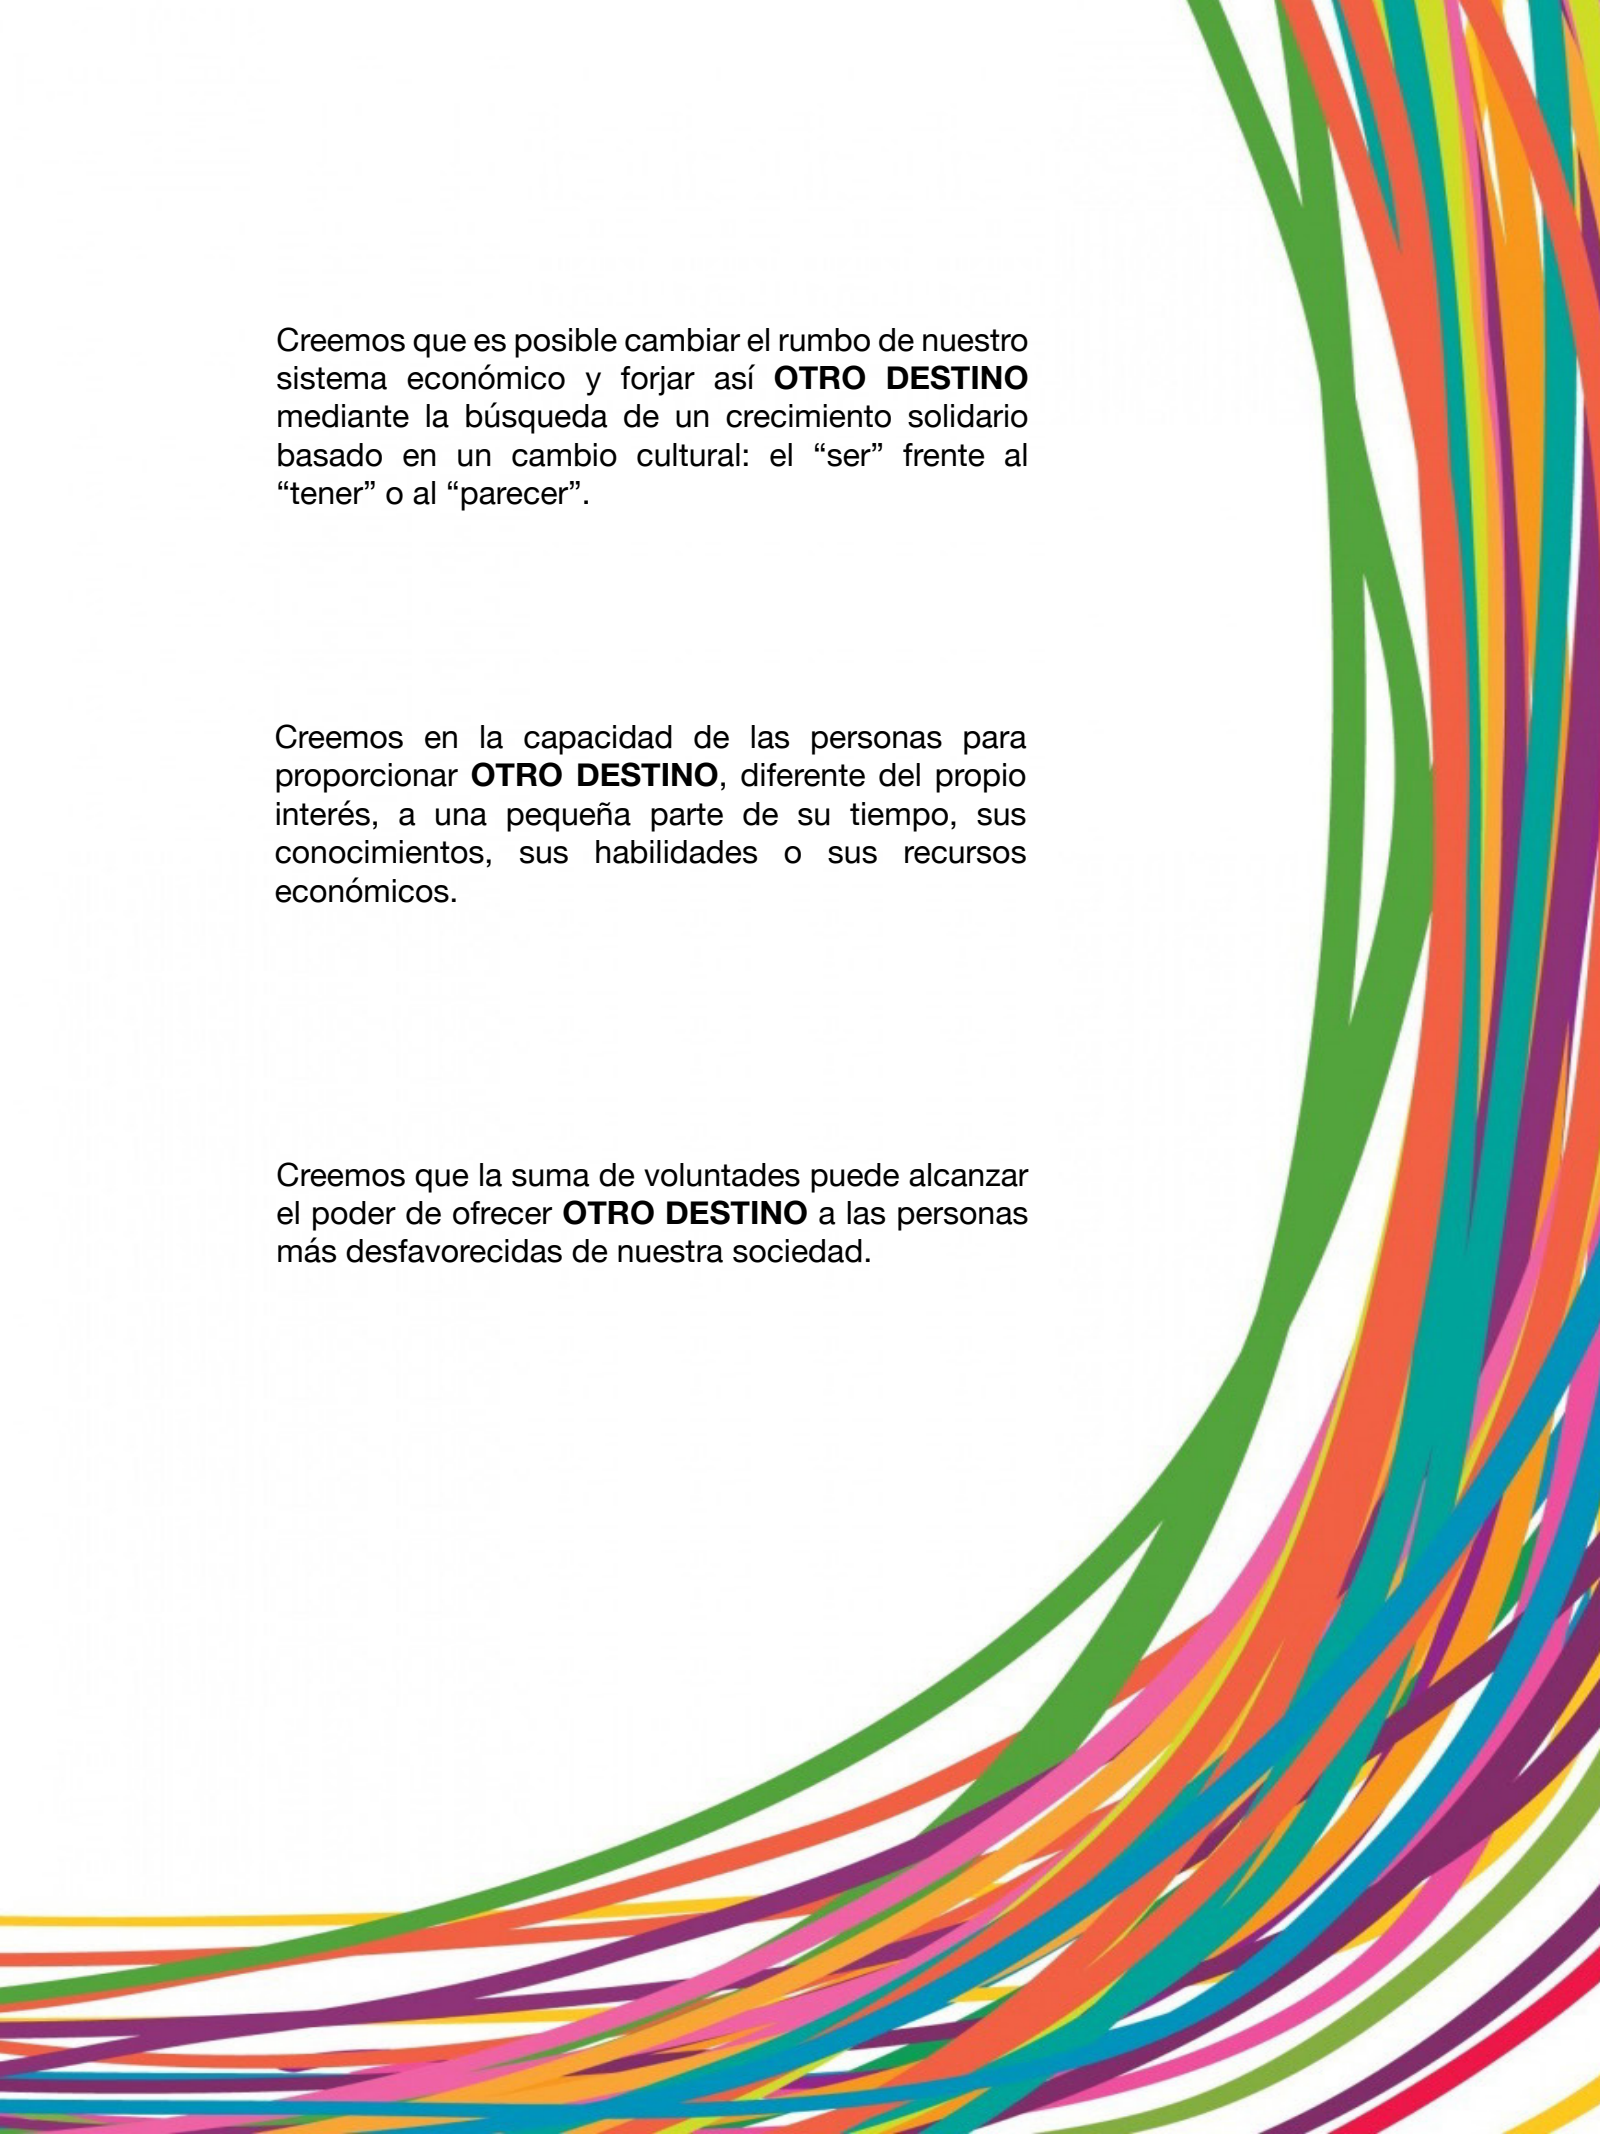 Creemos que es posible cambiar el rumbo de nuestro
sistema económico y forjar así OTRO DESTINO
mediante la búsqueda de un crecimiento solidario
basado en un cambio cultural: el “ser” frente al
“tener” o al “parecer”.
Creemos en la capacidad de las personas para
proporcionar OTRO DESTINO, diferente del propio
interés, a una pequeña parte de su tiempo, sus
conocimientos, sus habilidades o sus recursos
económicos.
Creemos que la suma de voluntades puede alcanzar
el poder de ofrecer OTRO DESTINO a las personas
más desfavorecidas de nuestra sociedad.